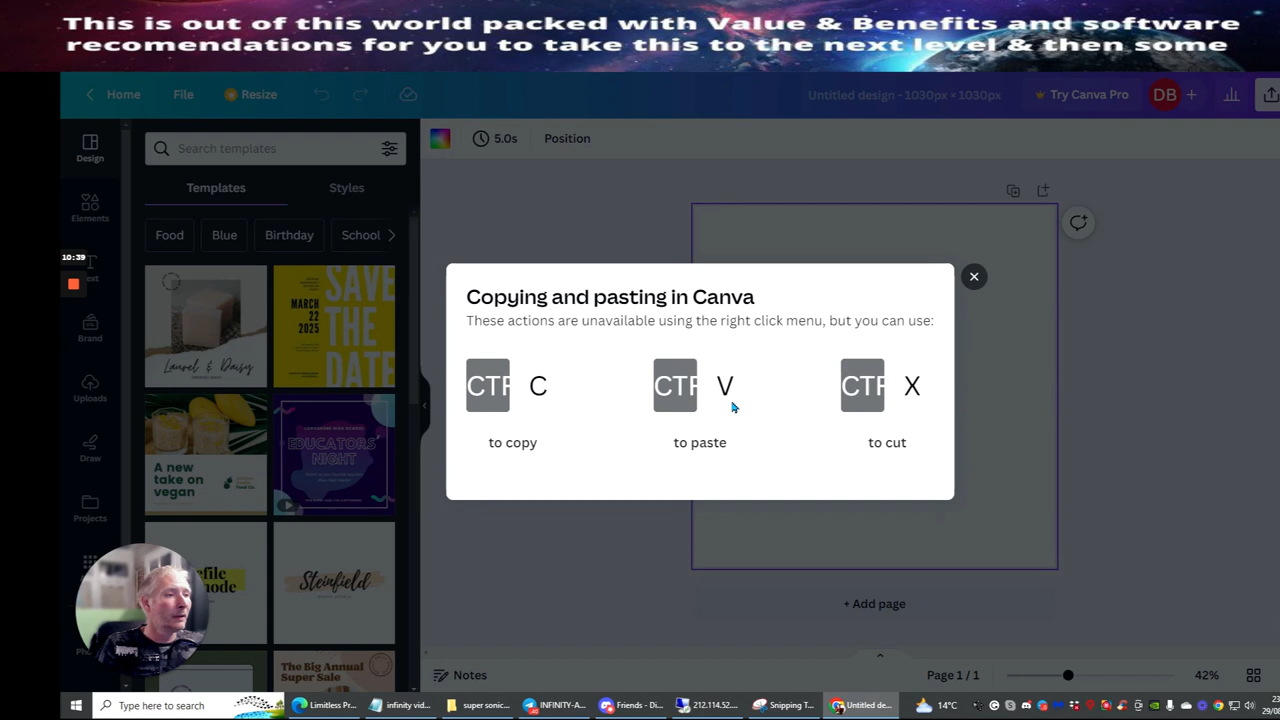 This is out of this world packed with Value & Benefits and software
recomendations for you to take this to the next level & then some
Home
File
Resize
Untitled design - 1030px × 1030px
Try Canva Pro
DB
+
Design
Elements
Text
Brand
Uploads
Draw
Projects
10:39
Search templates
Templates
Styles
Food
Blue
Birthday
School
MARCH
22
2025
SAVE
THE
DATE
Laurel & Daisy
A new
take on
vegan
EDUCATORS'
NIGHT
Steinfield
The Big Annual
Super Sale
5.0s
Position
Copying and pasting in Canva
These actions are unavailable using the right click menu, but you can use:
CTR C
to copy
CTR V
to paste
CTR X
to cut
+ Add page
Notes
Page 1 / 1
42%
Type here to search
Limitless Pr...
infinity vid...
super sonic...
INFINITY-A...
Friends - Di...
212.114.52....
Snipping T...
Untitled de...
14°C